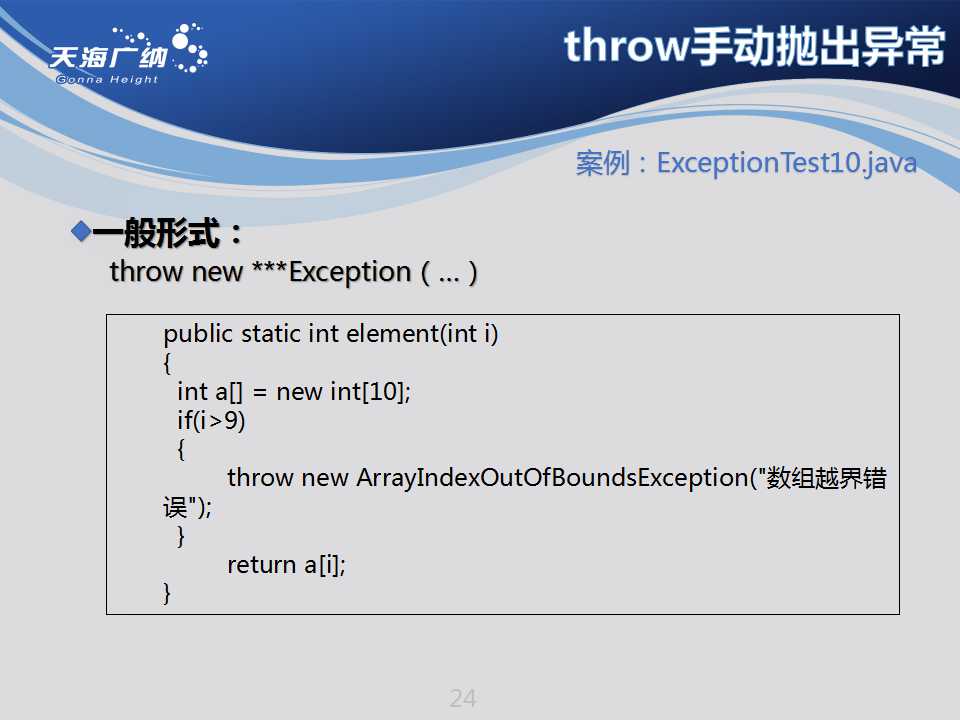 天海广纳
Gonna Height
throw手动抛出异常
案例：ExceptionTest10.java
一般形式：
throw new ***Exception（…）
public static int element(int i)
{
int a[] = new int[10];
if(i>9)
{
throw new ArrayIndexOutOfBoundsException("数组越界错
误");
}
return a[i];
}
24